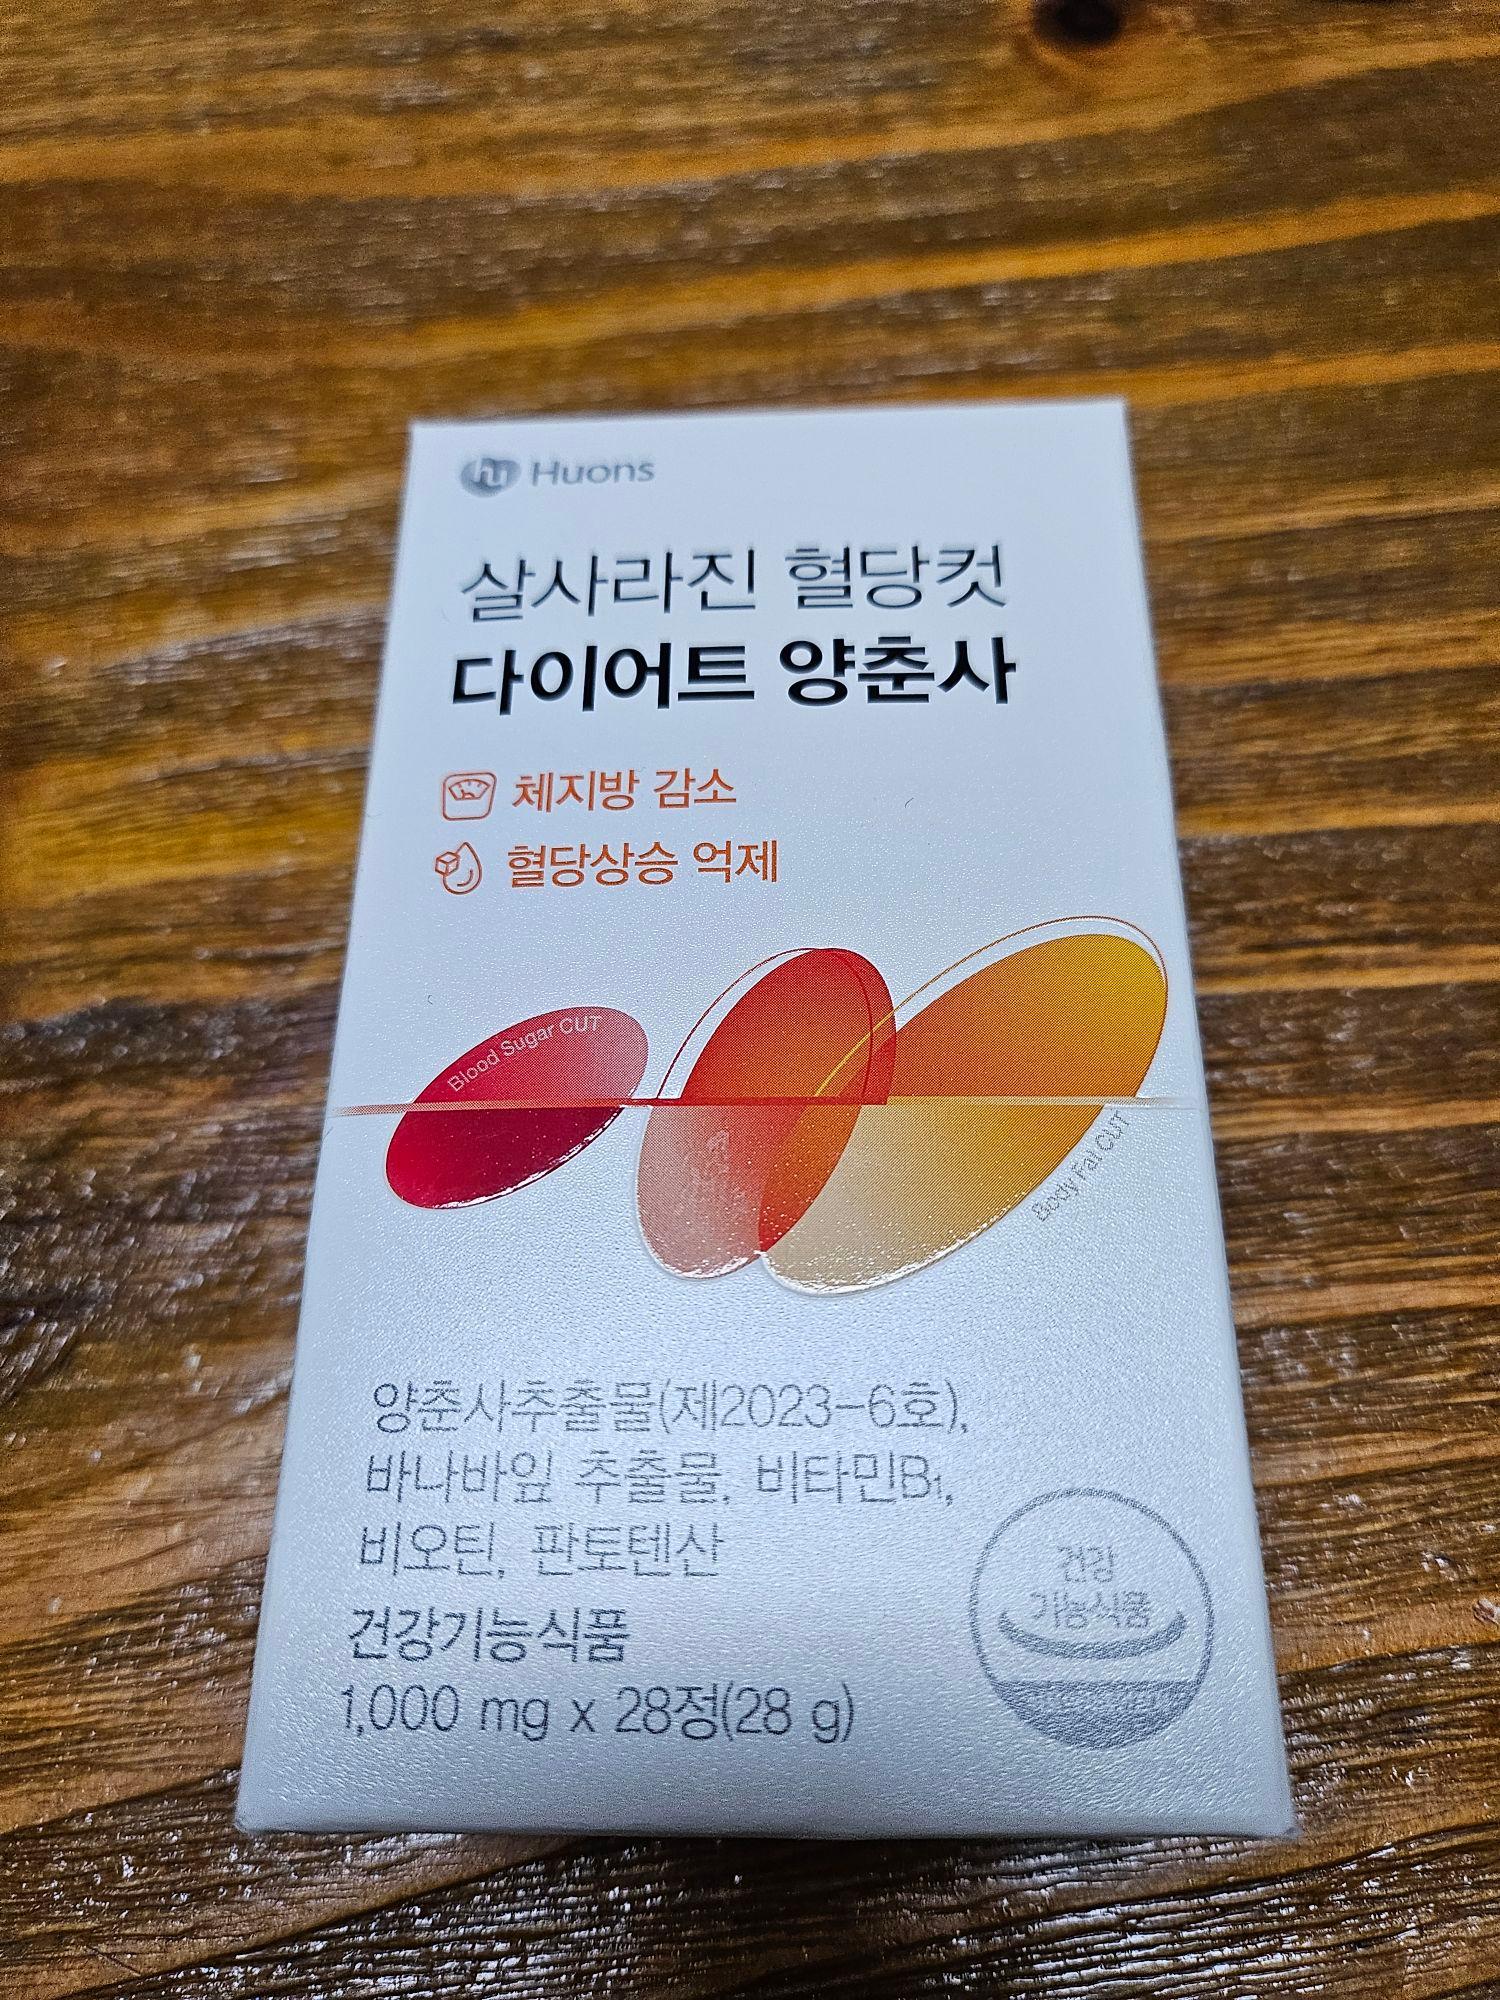 Huons
살사라진 혈당컷
다이어트 양춘사
체지방 감소
혈당상승 억제
Blood Sugar CUT
Body Fat CUT
양춘사추출물(제2023-6호),
바나바잎 추출물, 비타민B₁,
비오틴, 판토텐산
건강기능식품
1,000 mg x 28정(28 g)
건강
기능식품